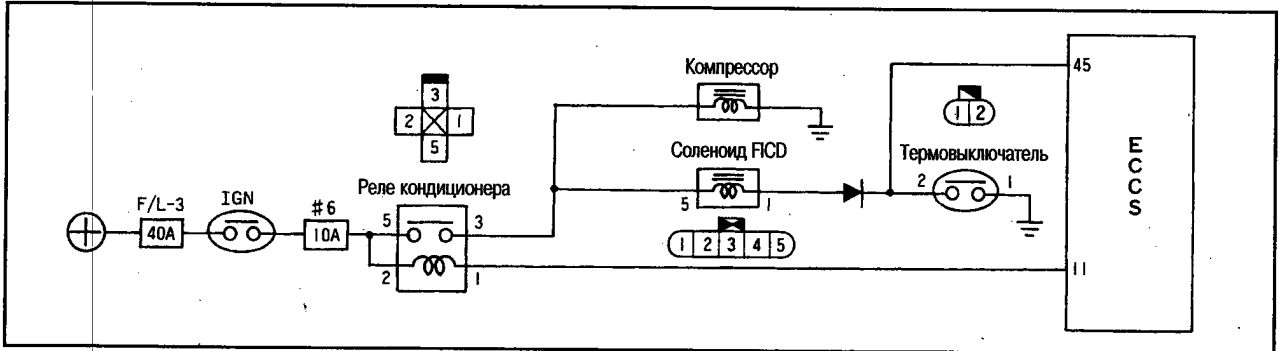 Компрессор
45
3
2 1
5
1 2
Соленоид FICD
Термовыключатель
ECCS
F/L-3
IGN
#6
Реле кондиционера
5 1
2 1
40A
10A
5 3
1 2 3 4 5
2 1
11